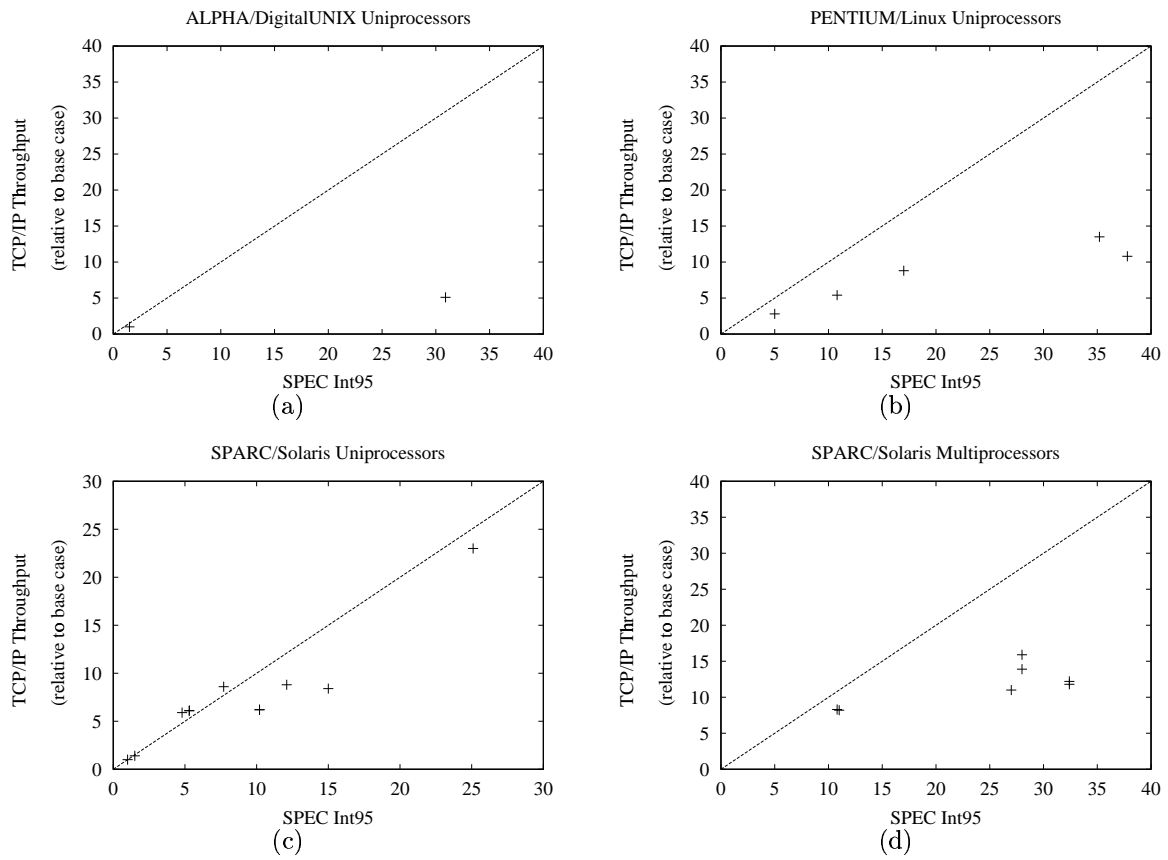 ALPHA/DigitalUNIX Uniprocessors
TCP/IP Throughput
(relative to base case)
40
35
30
25
20
15
10
5
0
0 5 10 15 20 25 30 35 40
SPEC Int95
(a)
PENTIUM/Linux Uniprocessors
TCP/IP Throughput
(relative to base case)
40
35
30
25
20
15
10
5
0
0 5 10 15 20 25 30 35 40
SPEC Int95
(b)
SPARC/Solaris Uniprocessors
TCP/IP Throughput
(relative to base case)
30
25
20
15
10
5
0
0 5 10 15 20 25 30
SPEC Int95
(c)
SPARC/Solaris Multiprocessors
TCP/IP Throughput
(relative to base case)
40
35
30
25
20
15
10
5
0
0 5 10 15 20 25 30 35 40
SPEC Int95
(d)